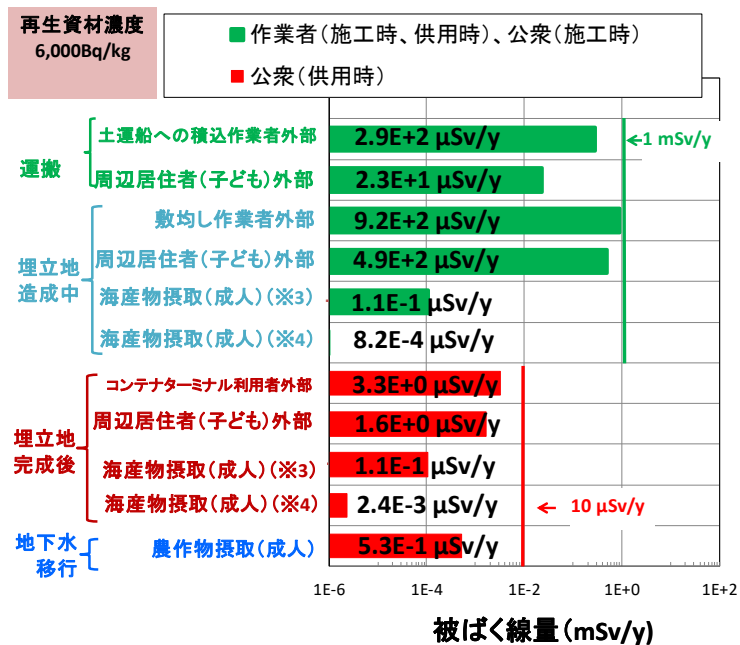 再生資材濃度
6,000Bq/kg
作業者(施工時、供用時)、公衆(施工時)
公衆(供用時)
運搬
土運船への積込作業者外部
2.9E+2 μSv/y
1 mSv/y
周辺居住者(子ども)外部
2.3E+1 μSv/y
埋立地
造成中
敷均し作業者外部
9.2E+2 μSv/y
周辺居住者(子ども)外部
4.9E+2 μSv/y
海産物摂取(成人)(※3)
1.1E-1 μSv/y
海産物摂取(成人)(※4)
8.2E-4 μSv/y
埋立地
完成後
コンテナターミナル利用者外部
3.3E+0 μSv/y
周辺居住者(子ども)外部
1.6E+0 μSv/y
海産物摂取(成人)(※3)
1.1E-1 μSv/y
海産物摂取(成人)(※4)
2.4E-3 μSv/y
10 μSv/y
地下水
移行
農作物摂取(成人)
5.3E-1 μSv/y
1E-6 1E-4 1E-2 1E+0 1E+2
被ばく線量(mSv/y)